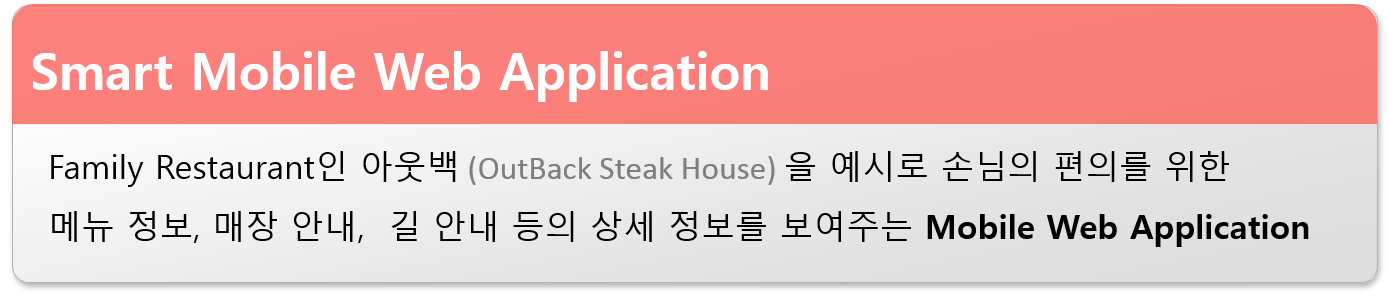 Smart Mobile Web Application
Family Restaurant인 아웃백 (OutBack Steak House) 을 예시로 손님의 편의를 위한
메뉴 정보, 매장 안내, 길 안내 등의 상세 정보를 보여주는 Mobile Web Application